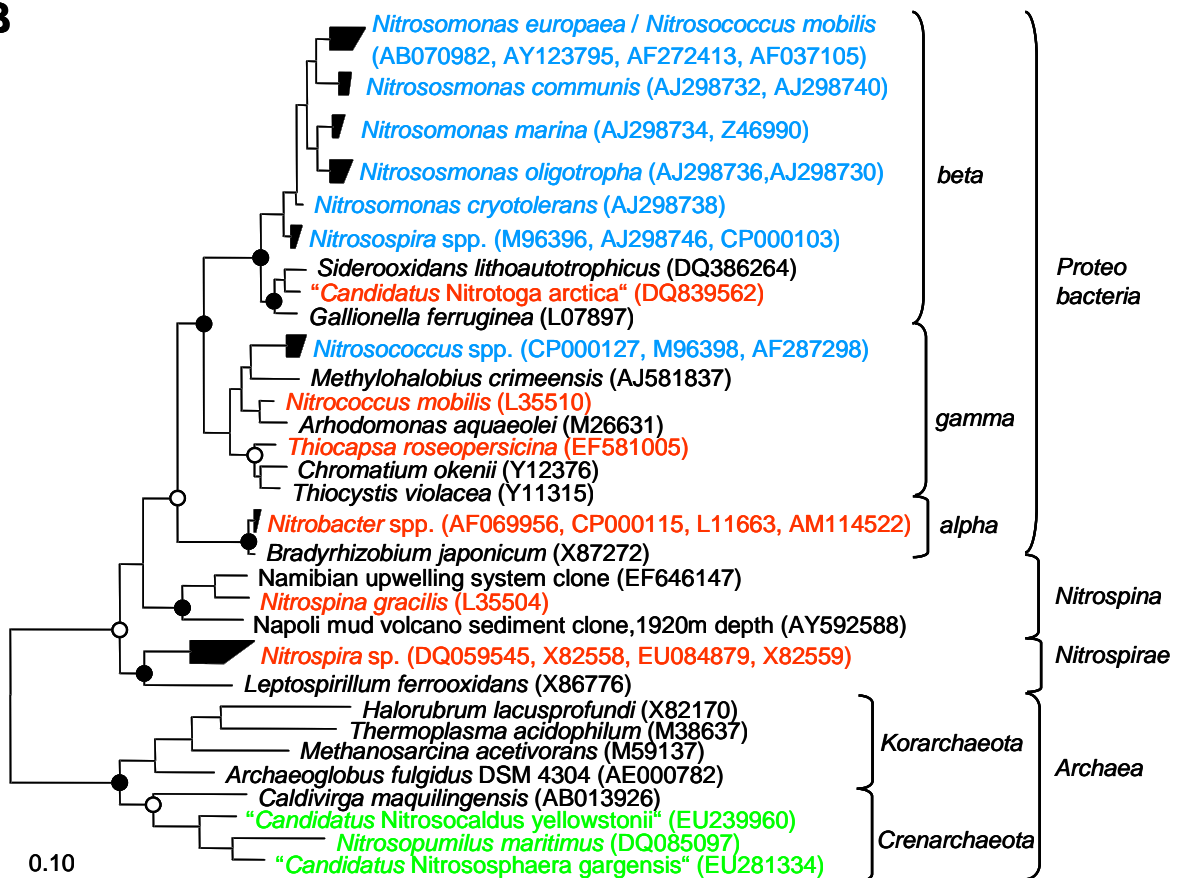 B
Nitrosomonas europaea / Nitrosococcus mobilis
(AB070982, AY123795, AF272413, AF037105)
Nitrososmonas communis (AJ298732, AJ298740)
Nitrosomonas marina (AJ298734, Z46990)
Nitrososmonas oligotropha (AJ298736,AJ298730)
beta
Nitrosomonas cryotolerans (AJ298738)
Nitrosospira spp. (M96396, AJ298746, CP000103)
Siderooxidans lithoautotrophicus (DQ386264)
Proteo
bacteria
“Candidatus Nitrotoga arctica“ (DQ839562)
Gallionella ferruginea (L07897)
Nitrosococcus spp. (CP000127, M96398, AF287298)
Methylohalobius crimeensis (AJ581837)
Nitrococcus mobilis (L35510)
gamma
Arhodomonas aquaeolei (M26631)
Thiocapsa roseopersicina (EF581005)
Chromatium okenii (Y12376)
Thiocystis violacea (Y11315)
Nitrobacter spp. (AF069956, CP000115, L11663, AM114522)
alpha
Bradyrhizobium japonicum (X87272)
Namibian upwelling system clone (EF646147)
Nitrospina
Nitrospina gracilis (L35504)
Napoli mud volcano sediment clone,1920m depth (AY592588)
Nitrospira sp. (DQ059545, X82558, EU084879, X82559)
Nitrospirae
Leptospirillum ferrooxidans (X86776)
Halorubrum lacusprofundi (X82170)
Thermoplasma acidophilum (M38637)
Korarchaeota
Methanosarcina acetivorans (M59137)
Archaea
Archaeoglobus fulgidus DSM 4304 (AE000782)
Caldivirga maquilingensis (AB013926)
“Candidatus Nitrosocaldus yellowstonii“ (EU239960)
Nitrosopumilus maritimus (DQ085097)
Crenarchaeota
“Candidatus Nitrososphaera gargensis“ (EU281334)
0.10